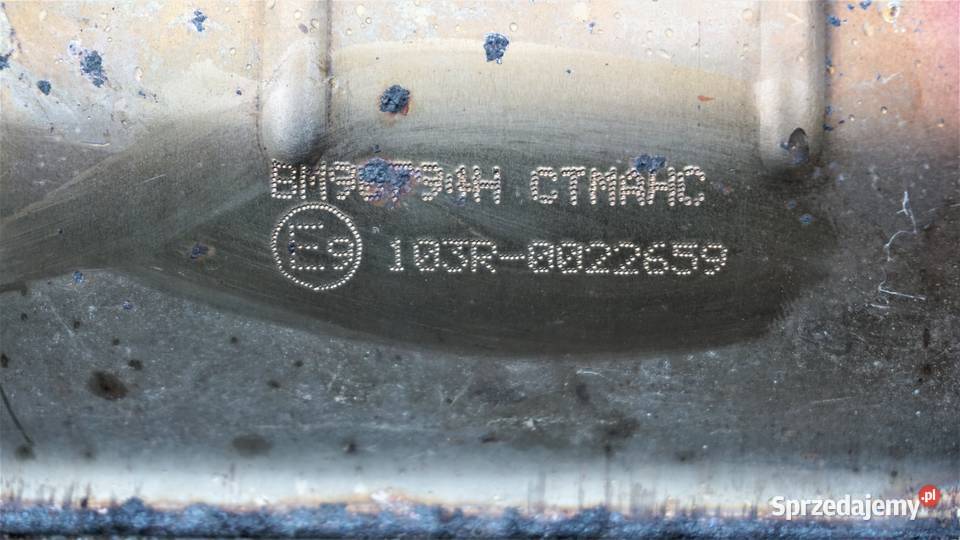 CTMAHC
E9 103R-0022659
Sprzedajemy.pl